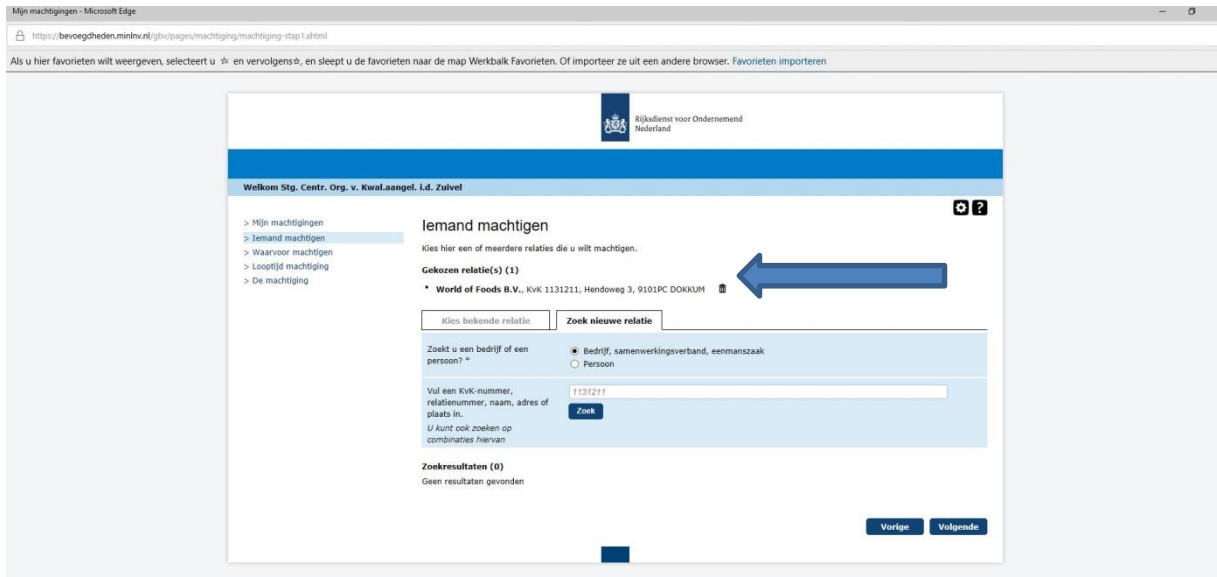 Mijn machtigingen - Microsoft Edge
https://bevoegdheden.minlnv.nl/gbv/pages/machtiging/machtiging-stap1.xhtml
Als u hier favorieten wilt weergeven, selecteert u ☆ en vervolgens☆, en sleept u de favorieten naar de map Werkbalk Favorieten. Of importeer ze uit een andere browser. Favorieten importeren
Rijksdienst voor Ondernemend
Nederland
Welkom Stg. Centr. Org. v. Kwal.aangel. i.d. Zuivel
> Mijn machtigingen
> Iemand machtigen
> Waarvoor machtigen
> Looptijd machtiging
> De machtiging
Iemand machtigen
Kies hier een of meerdere relaties die u wilt machtigen.
Gekozen relatie(s) (1)
• World of Foods B.V., KvK 1131211, Hendoweg 3, 9101PC DOKKUM
Kies bekende relatie
Zoek nieuwe relatie
Zoekt u een bedrijf of een
persoon? *
Bedrijf, samenwerkingsverband, eenmanszaak
Persoon
Vul een KvK-nummer,
relatienummer, naam, adres of
plaats in.
U kunt ook zoeken op
combinaties hiervan
1131211
Zoek
Zoekresultaten (0)
Geen resultaten gevonden
Vorige Volgende